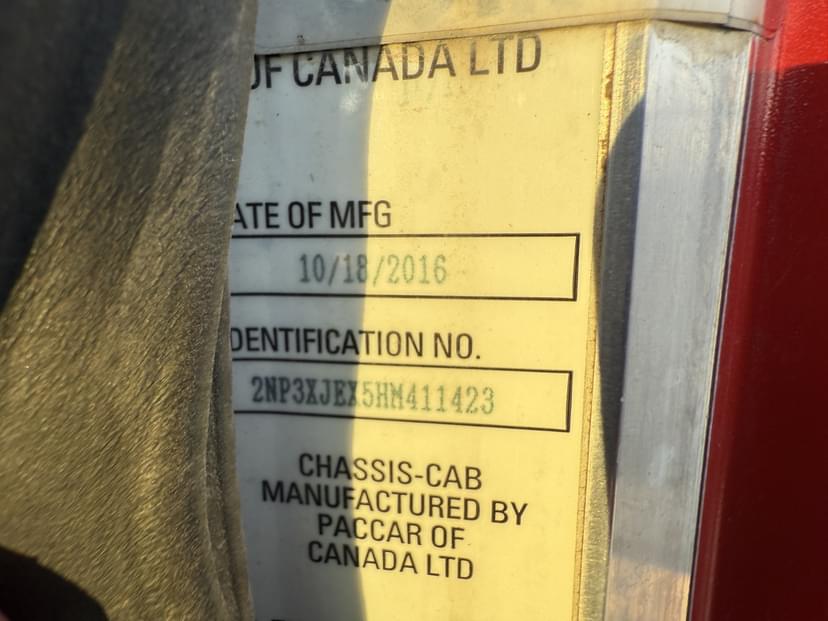 OF CANADA LTD
ATE OF MFG
10/18/2016
DENTIFICATION NO.
2NP3XJEX5HM411423
CHASSIS-CAB
MANUFACTURED BY
PACCAR OF
CANADA LTD